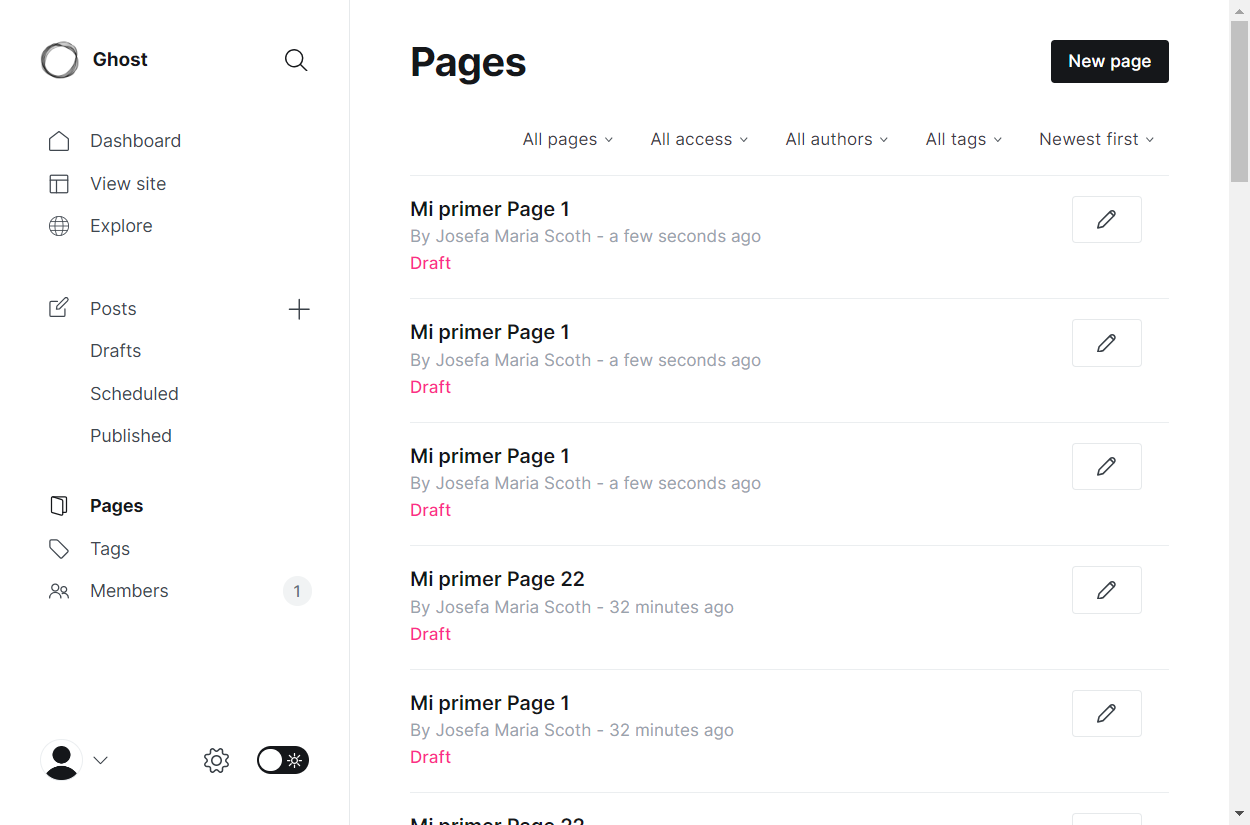 Ghost
Dashboard
View site
Explore
Posts
Drafts
Scheduled
Published
Pages
Tags
Members 1
Pages
New page
All pages All access All authors All tags Newest first
Mi primer Page 1
By Josefa Maria Scoth - a few seconds ago
Draft
Mi primer Page 1
By Josefa Maria Scoth - a few seconds ago
Draft
Mi primer Page 1
By Josefa Maria Scoth - a few seconds ago
Draft
Mi primer Page 22
By Josefa Maria Scoth - 32 minutes ago
Draft
Mi primer Page 1
By Josefa Maria Scoth - 32 minutes ago
Draft
Mi primer Page 22